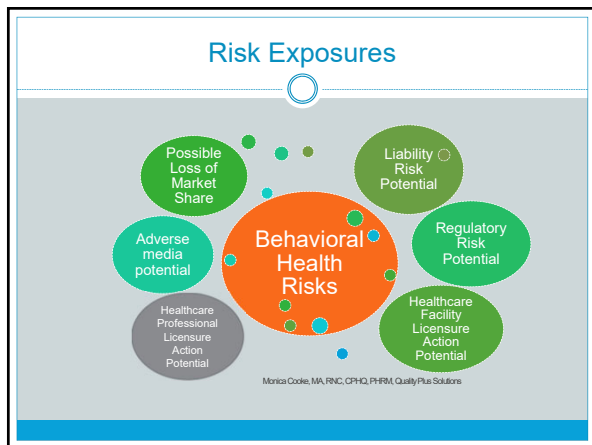 Risk Exposures
Possible
Loss of
Market
Share
Liability
Risk
Potential
Adverse
media
potential
Behavioral
Health
Risks
Regulatory
Risk
Potential
Healthcare
Professional
Licensure
Action
Potential
Healthcare
Facility
Licensure
Action
Potential
Monica Cooke, MA, RNC, CPHQ, PHRM, Quality Plus Solutions